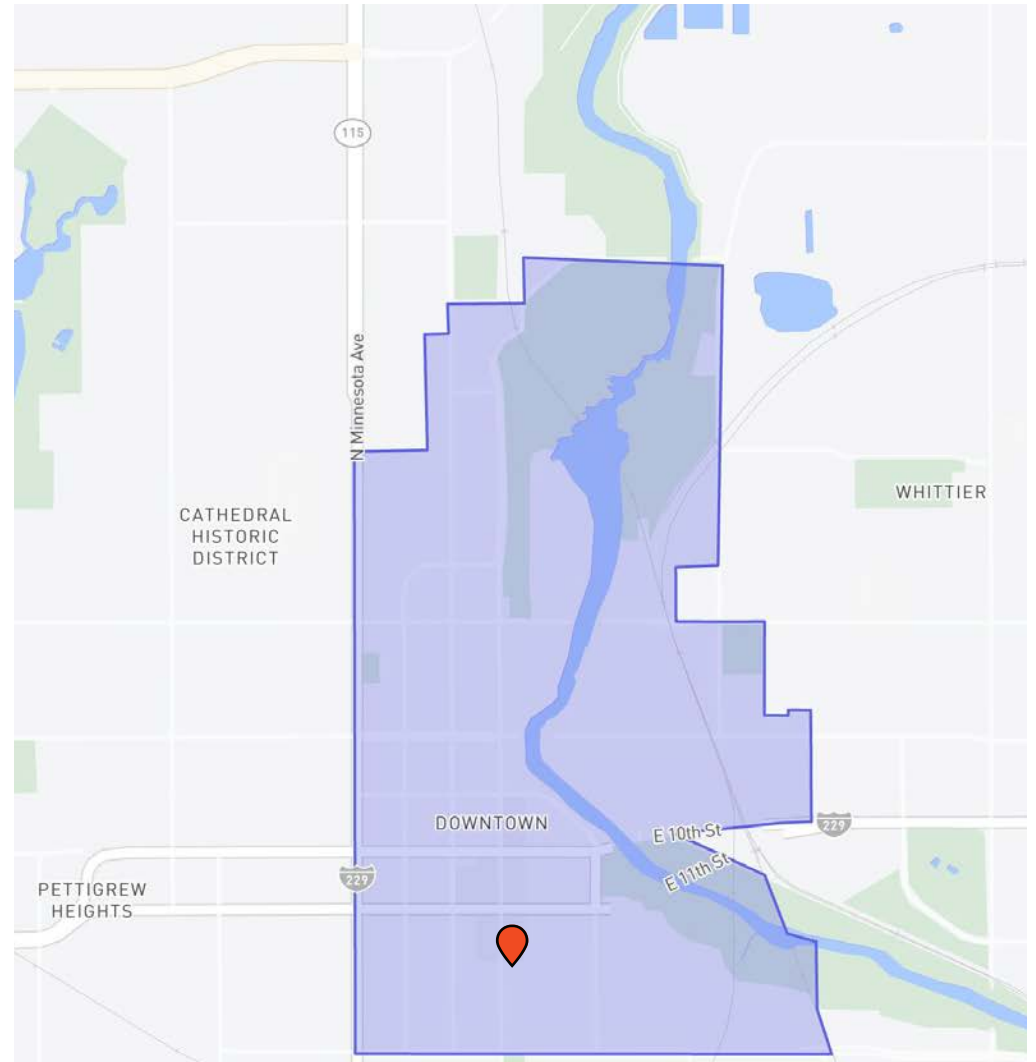 115
N Minnesota Ave
WHITTIER
CATHEDRAL
HISTORIC
DISTRICT
DOWNTOWN
E 10th St
229
E 11th St
229
PETTIGREW
HEIGHTS